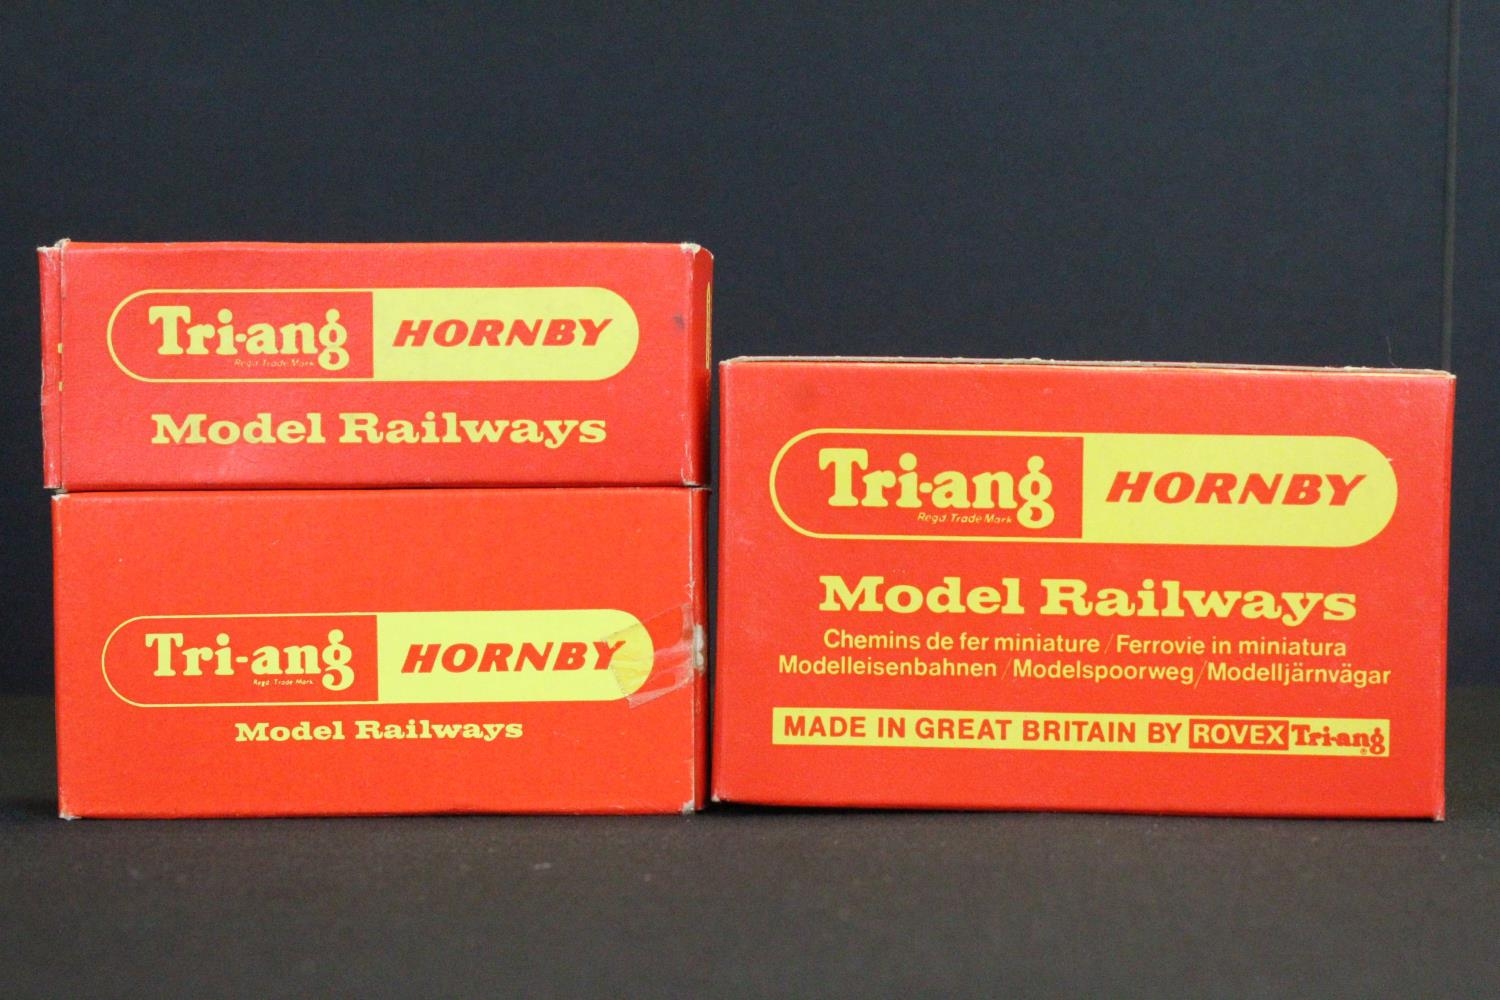 Tri-ang HORNBY
Regd. Trade Mark
Model Railways
Tri-ang HORNBY
Regd. Trade Mark
Model Railways
Tri-ang HORNBY
Regd. Trade Mark
Model Railways
Chemins de fer miniature / Ferrovie in miniatura
Modelleisenbahnen / Modelspoorweg / Modelljärnvägar
MADE IN GREAT BRITAIN BY ROVEX Tri-ang ®